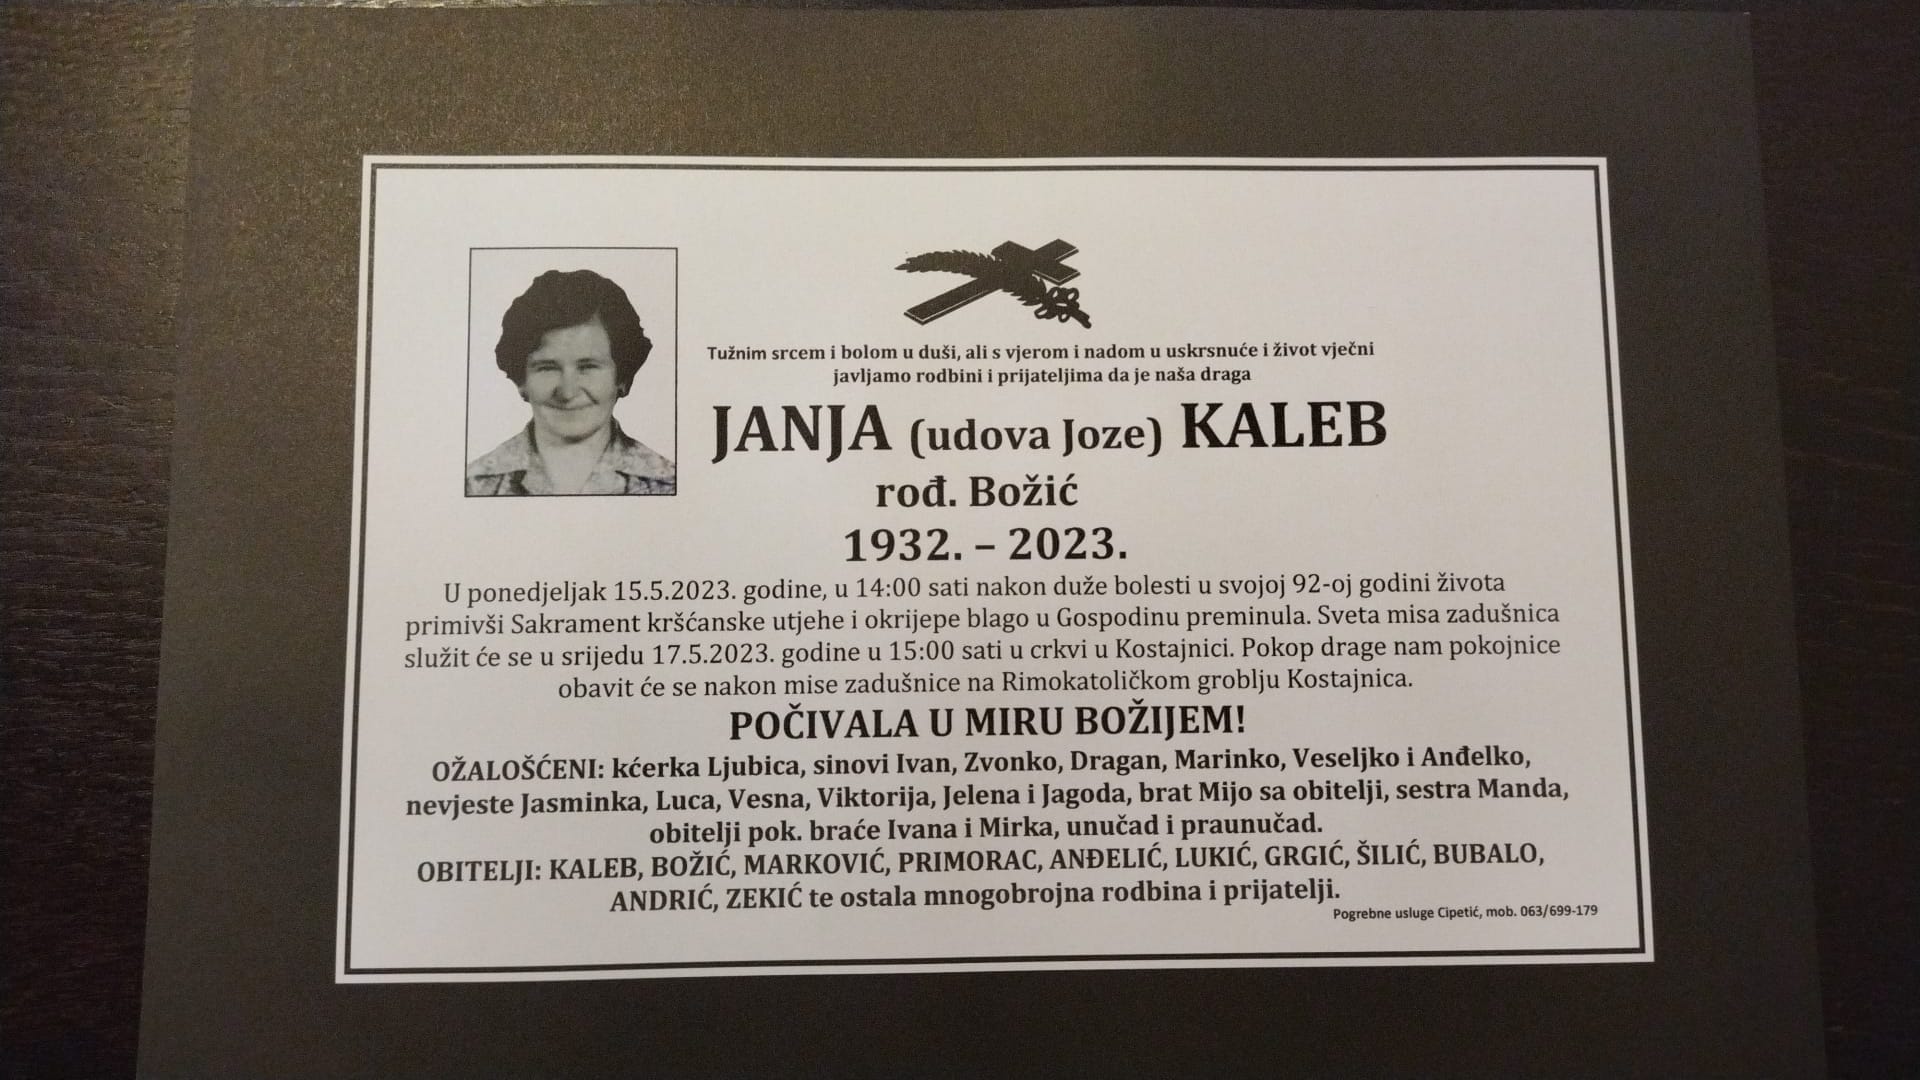 Tužnim srcem i bolom u duši, ali s vjerom i nadom u uskrsnuće i život vječni
javljamo rodbini i prijateljima da je naša draga
JANJA (udova Joze) KALEB
rođ. Božić
1932. – 2023.
U ponedjeljak 15.5.2023. godine, u 14:00 sati nakon duže bolesti u svojoj 92-oj godini života
primivši Sakrament kršćanske utjehe i okrijepe blago u Gospodinu preminula. Sveta misa zadušnica
služit će se u srijedu 17.5.2023. godine u 15:00 sati u crkvi u Kostajnici. Pokop drage nam pokojnice
obavit će se nakon mise zadušnice na Rimokatoličkom groblju Kostajnica.
POČIVALA U MIRU BOŽIJEM!
OŽALOŠĆENI: kćerka Ljubica, sinovi Ivan, Zvonko, Dragan, Marinko, Veseljko i Anđelko,
nevjeste Jasminka, Luca, Vesna, Viktorija, Jelena i Jagoda, brat Mijo sa obitelji, sestra Manda,
obitelji pok. braće Ivana i Mirka, unučad i praunučad.
OBITELJI: KALEB, BOŽIĆ, MARKOVIĆ, PRIMORAC, ANĐELIĆ, LUKIĆ, GRGIĆ, ŠILIĆ, BUBALO,
ANDRIĆ, ZEKIĆ te ostala mnogobrojna rodbina i prijatelji.
Pogrebne usluge Cipetić, mob. 063/699-179